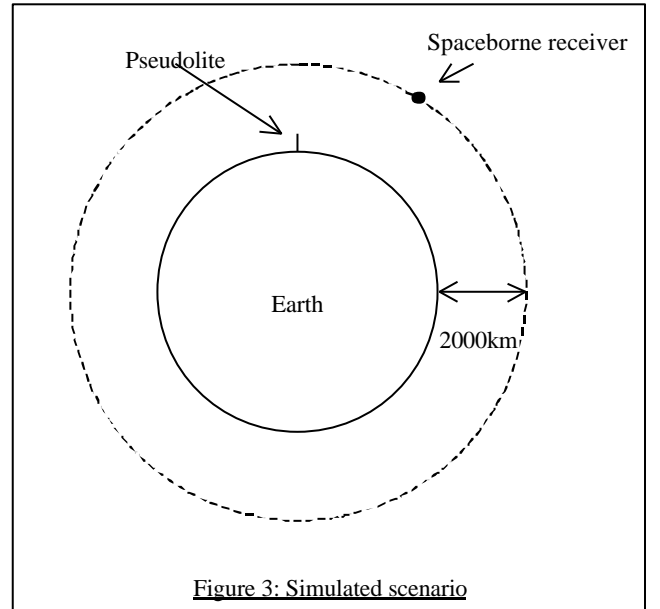 Spaceborne receiver
Pseudolite
Earth
2000km
Figure 3: Simulated scenario